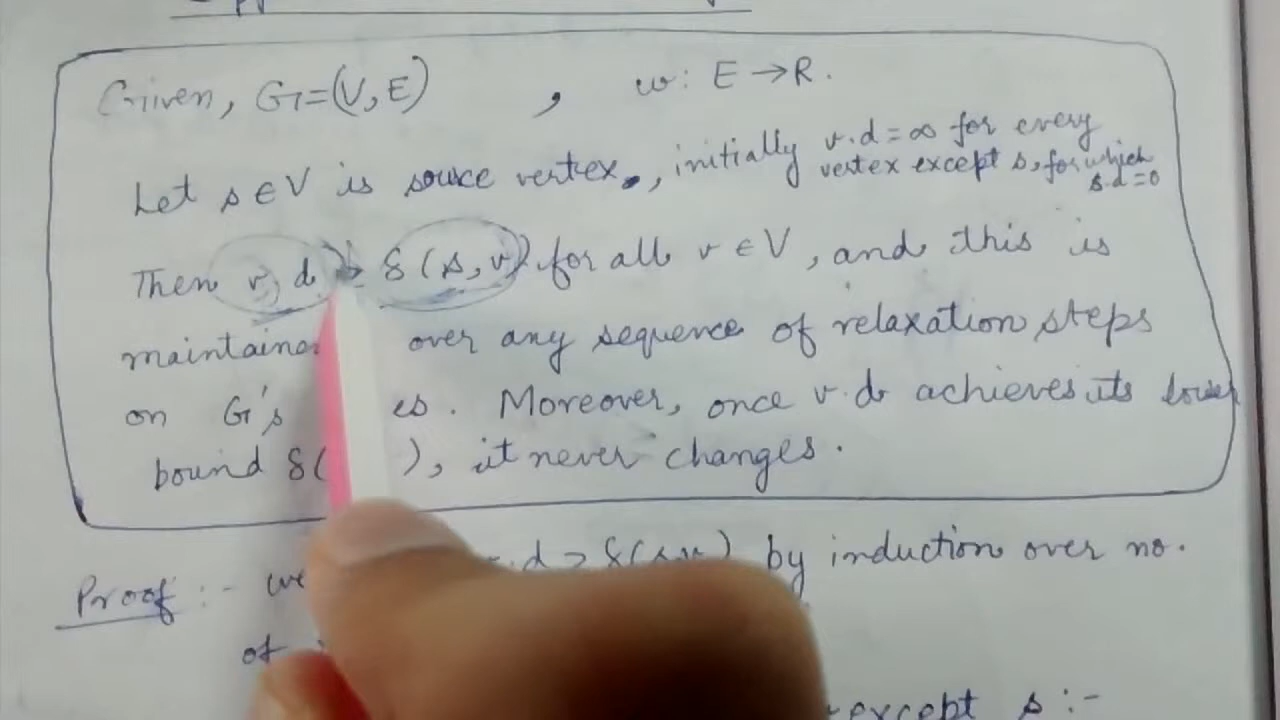 Given, G=(V,E) , w: E→R.
Let s ∈ V is source vertex., initially v.d=∞ for every
vertex except s, for which
s.d=0
Then v.d ≥ δ(s,v) for all v ∈ V, and this is
over any sequence of relaxation steps
on G's es. Moreover, once v.d achieves its lower
bound δ( ), it never changes.
Proof:- we .d ≥ δ(s,v) by induction over no.
of
except s:-